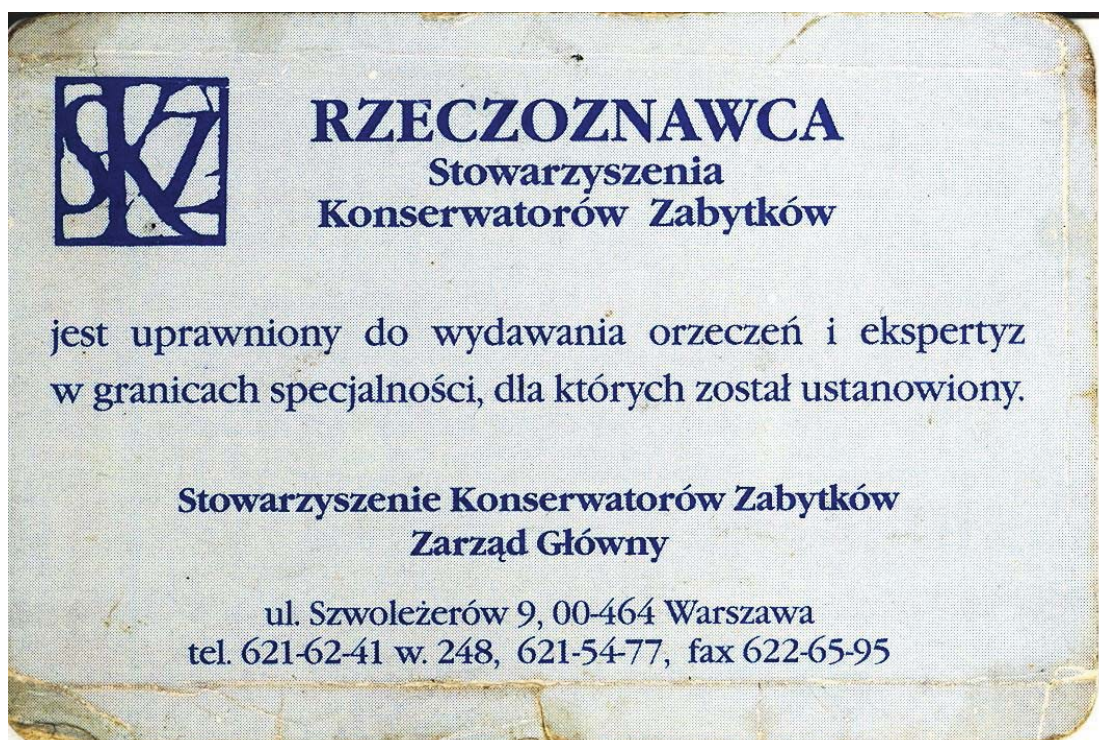 SKZ
RZECZOZNAWCA
Stowarzyszenia
Konserwatorów Zabytków
jest uprawniony do wydawania orzeczeń i ekspertyz
w granicach specjalności, dla których został ustanowiony.
Stowarzyszenie Konserwatorów Zabytków
Zarząd Główny
ul. Szwoleżerów 9, 00-464 Warszawa
tel. 621-62-41 w. 248, 621-54-77, fax 622-65-95